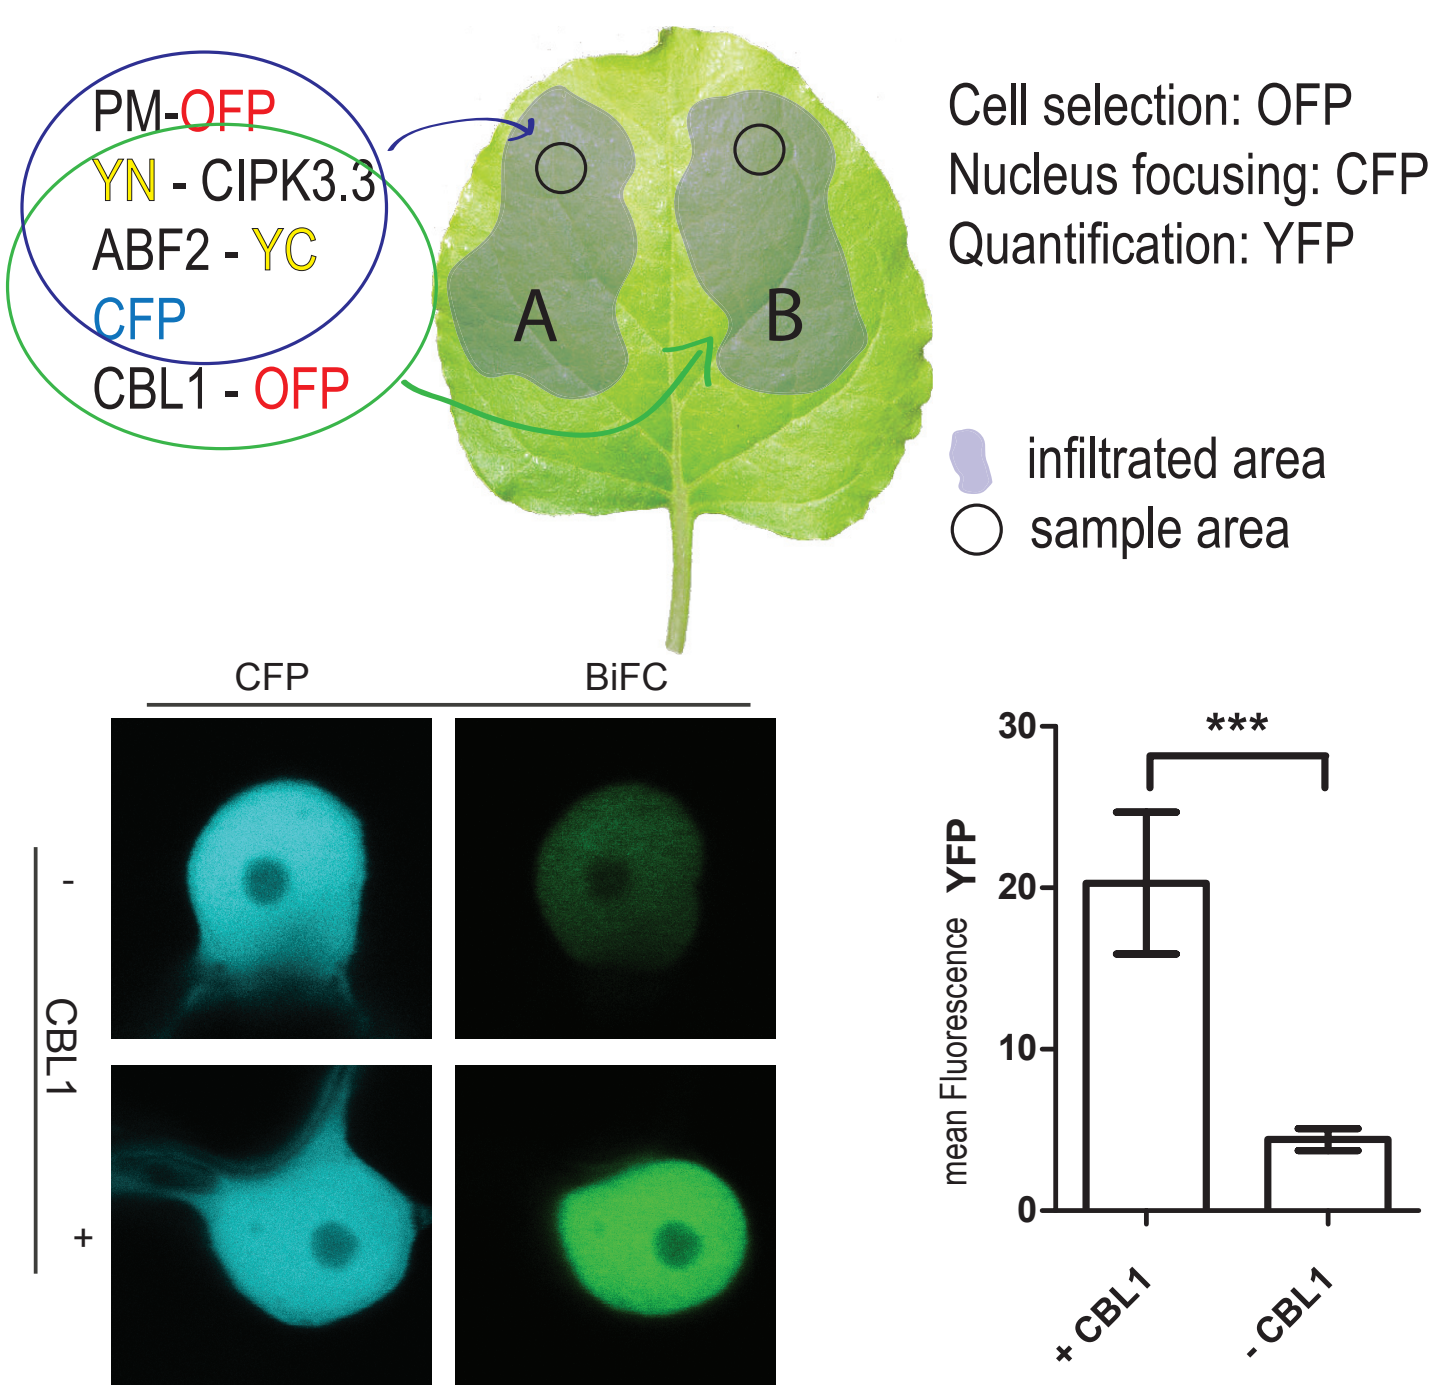 PM-OFP
YN - CIPK3.3
ABF2 - YC
CFP
CBL1 - OFP
A
B
Cell selection: OFP
Nucleus focusing: CFP
Quantification: YFP
infiltrated area
sample area
CFP
BiFC
-
CBL1
+
mean Fluorescence YFP
30
20
10
0
***
+ CBL1
- CBL1